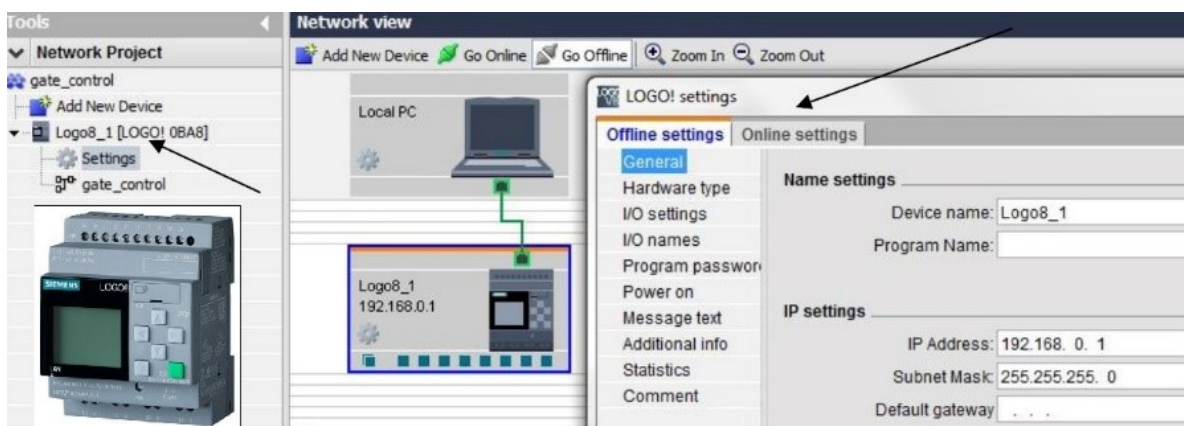 Tools
Network Project
gate_control
Add New Device
Logo8_1 [LOGO! 0BA8]
Settings
gate_control
SIEMENS LOGO!
Network view
Add New Device Go Online Go Offline Zoom In Zoom Out
Local PC
Logo8_1
192.168.0.1
LOGO! settings
Offline settings Online settings
General
Hardware type
I/O settings
I/O names
Program passwor
Power on
Message text
Additional info
Statistics
Comment
Name settings
Device name: Logo8_1
Program Name:
IP settings
IP Address: 192.168. 0. 1
Subnet Mask: 255.255.255. 0
Default gateway . . .